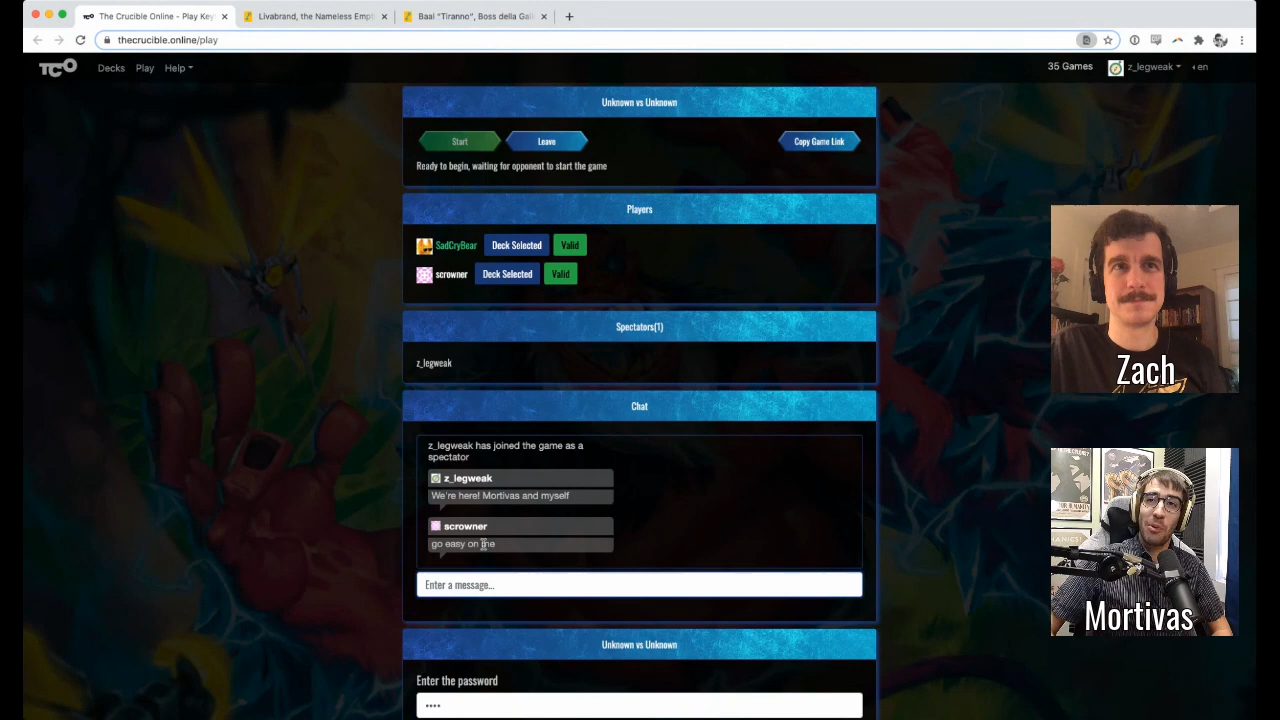 The Crucible Online - Play Key
Livabrand, the Nameless Empt
Baal "Tiranno", Boss della Gall
thecrucible.online/play
TCO
Decks
Play
Help
35 Games
z_legweak
en
Unknown vs Unknown
Start
Leave
Copy Game Link
Ready to begin, waiting for opponent to start the game
Players
SadCryBear
Deck Selected
Valid
scrowner
Deck Selected
Valid
Spectators(1)
z_legweak
Chat
z_legweak has joined the game as a
spectator
z_legweak
We're here! Mortivas and myself
scrowner
go easy on me
Enter a message...
Unknown vs Unknown
Enter the password
••••
Zach
Mortivas